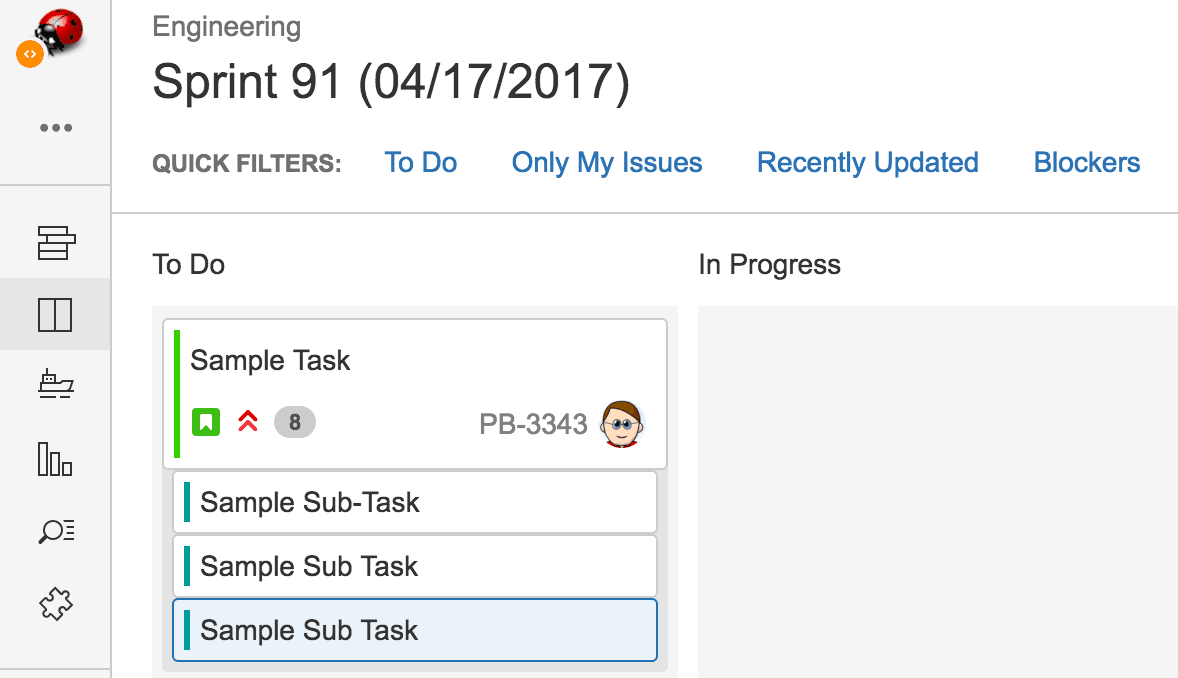 Engineering
Sprint 91 (04/17/2017)
QUICK FILTERS: To Do Only My Issues Recently Updated Blockers
To Do
In Progress
Sample Task
8 PB-3343
Sample Sub-Task
Sample Sub Task
Sample Sub Task